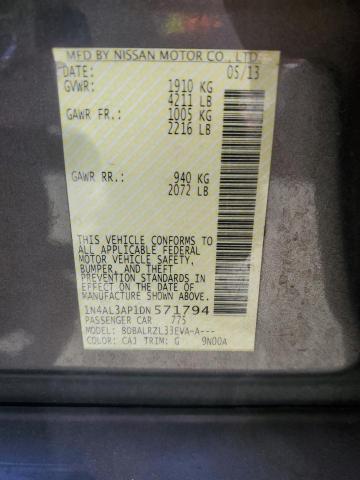 MFD BY NISSAN MOTOR CO., LTD.
DATE: 05/13
GVWR: 1910 KG
4211 LB
GAWR FR.: 1005 KG
2216 LB
GAWR RR.: 940 KG
2072 LB
THIS VEHICLE CONFORMS TO
ALL APPLICABLE FEDERAL
MOTOR VEHICLE SAFETY,
BUMPER, AND THEFT
PREVENTION STANDARDS
IN EFFECT ON THE DATE
OF MANUFACTURE SHOWN
ABOVE.
1N4AL3AP1DN571794
PASSENGER CAR 775
MODEL: BDBALRZL33EVA-A---
COLOR: CAJ TRIM: G 9N00A